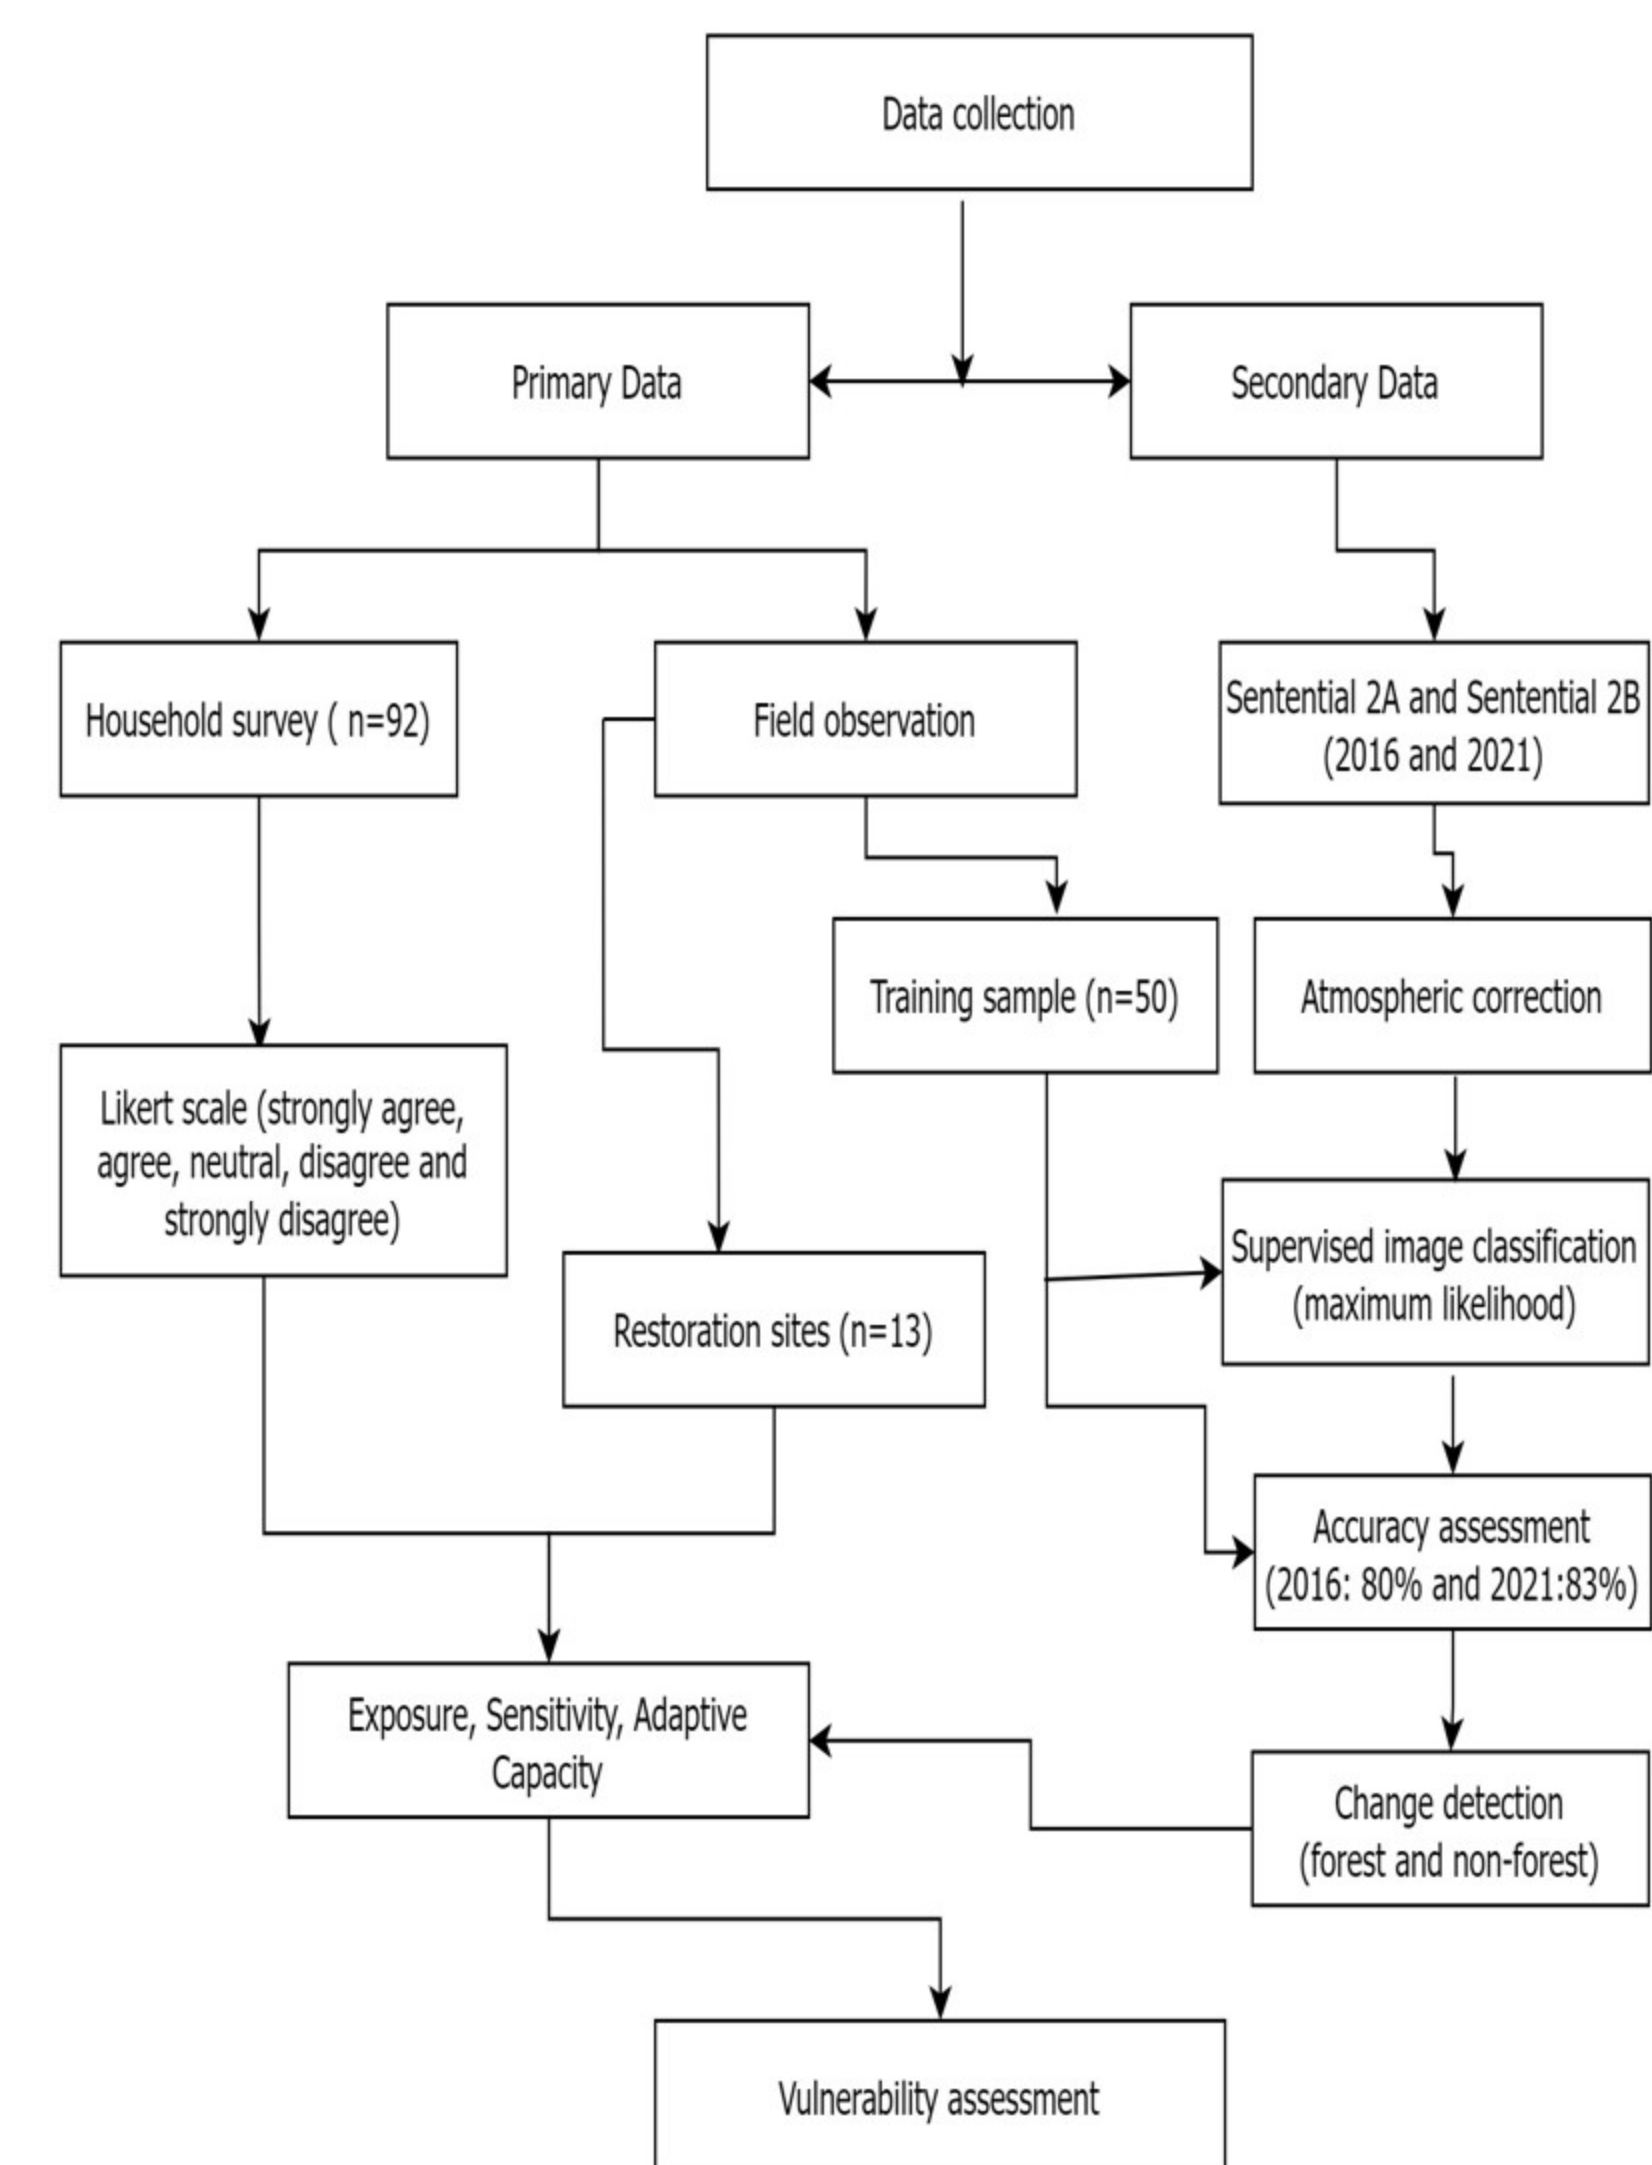 Data collection
Primary Data
Secondary Data
Household survey ( n=92)
Field observation
Sentential 2A and Sentential 2B
(2016 and 2021)
Training sample (n=50)
Atmospheric correction
Likert scale (strongly agree,
agree, neutral, disagree and
strongly disagree)
Supervised image classification
(maximum likelihood)
Restoration sites (n=13)
Accuracy assessment
(2016: 80% and 2021:83%)
Exposure, Sensitivity, Adaptive
Capacity
Change detection
(forest and non-forest)
Vulnerability assessment